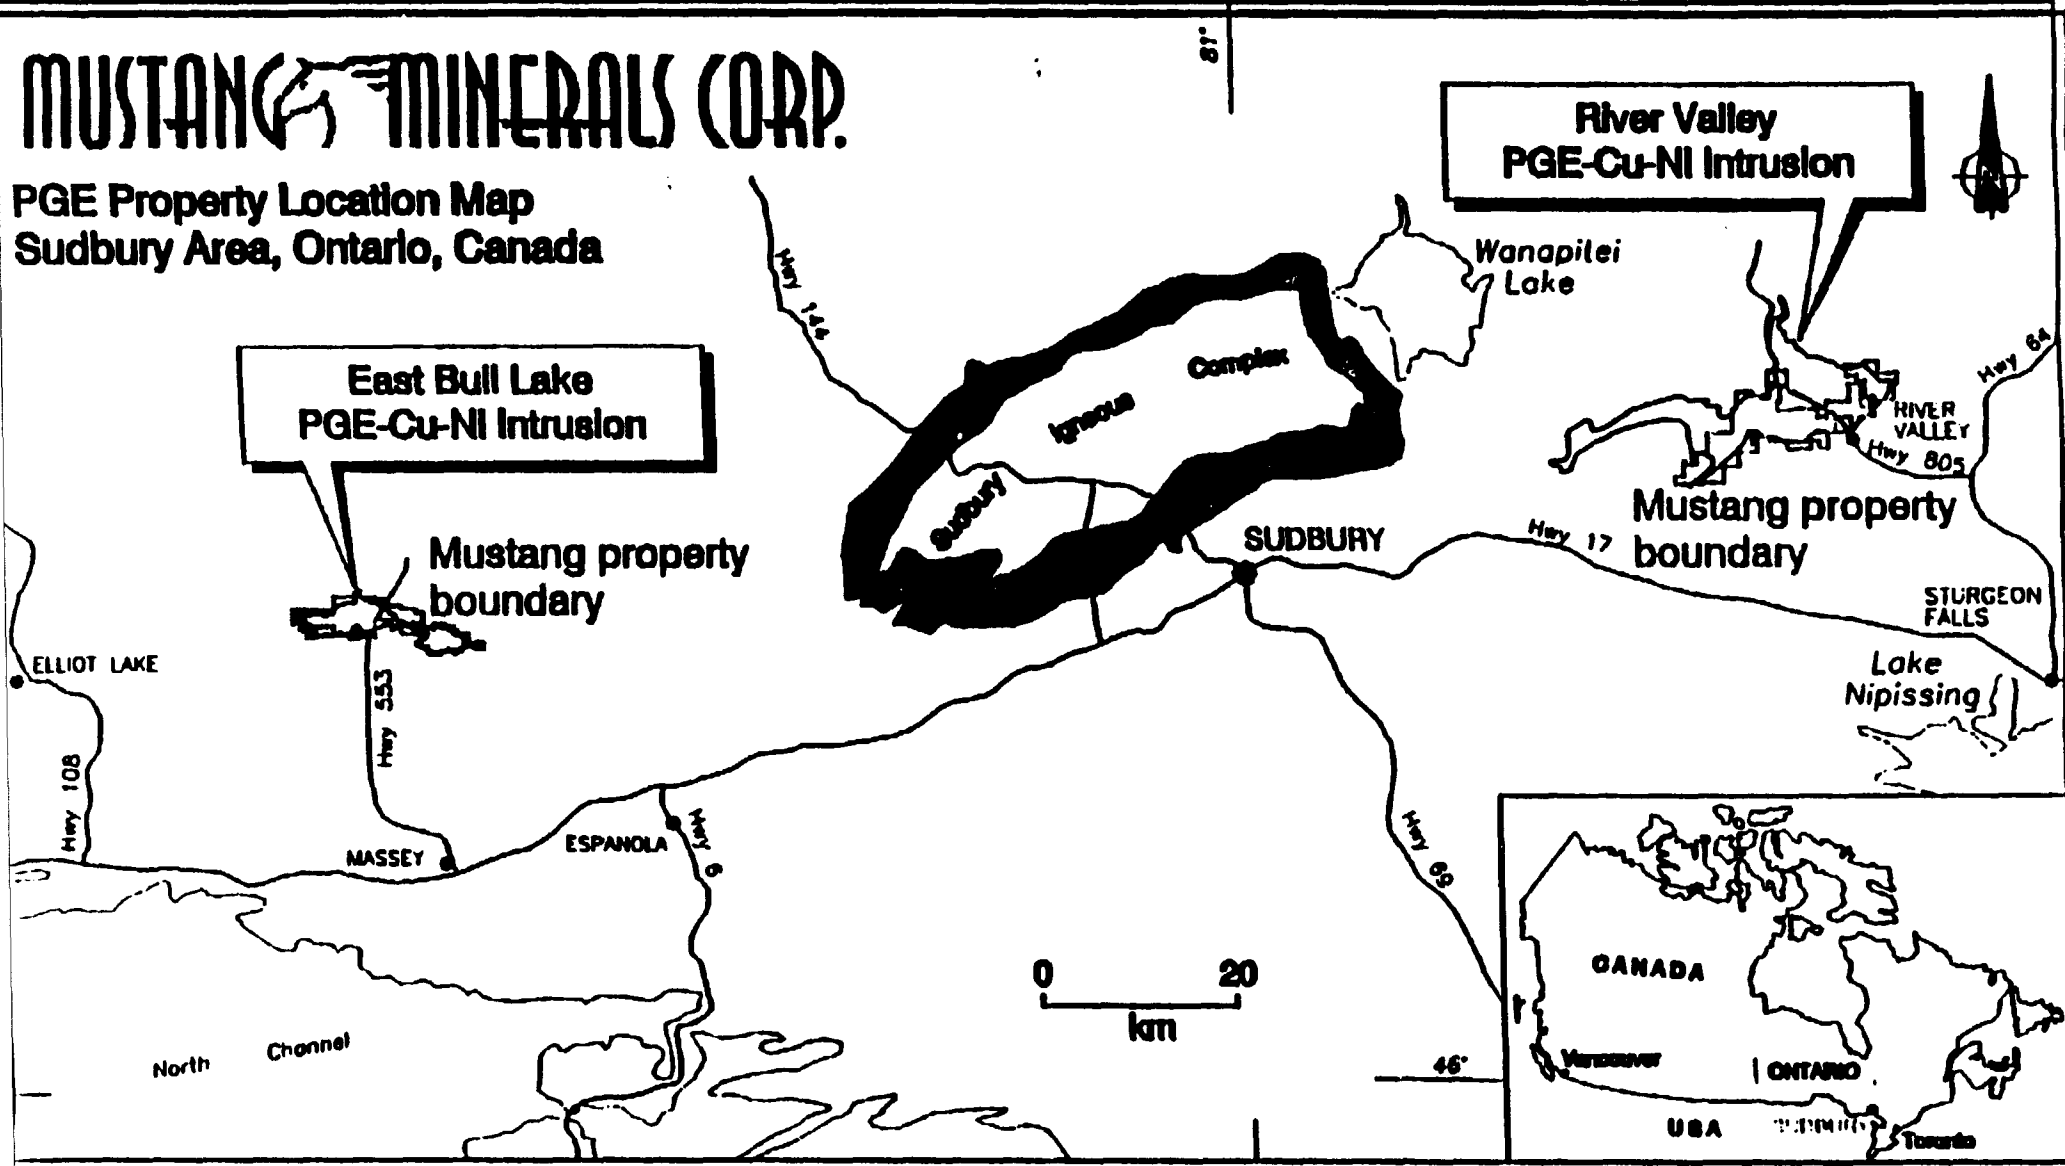 MUSTANG MINERALS CORP.
PGE Property Location Map
Sudbury Area, Ontario, Canada
81°
River Valley
PGE-Cu-Ni Intrusion
Wanapitei
Lake
Hwy 144
East Bull Lake
PGE-Cu-Ni Intrusion
Sudbury
Igneous
Complex
Hwy 64
RIVER
VALLEY
Hwy 805
Mustang property
boundary
Mustang property
boundary
SUDBURY
Hwy 17
STURGEON
FALLS
Lake
Nipissing
ELLIOT LAKE
Hwy 553
Hwy 108
MASSEY
ESPANOLA
Hwy 6
Hwy 69
North Channel
0 20
km
46°
CANADA
Vancouver
ONTARIO
USA
SUDBURY
Toronto